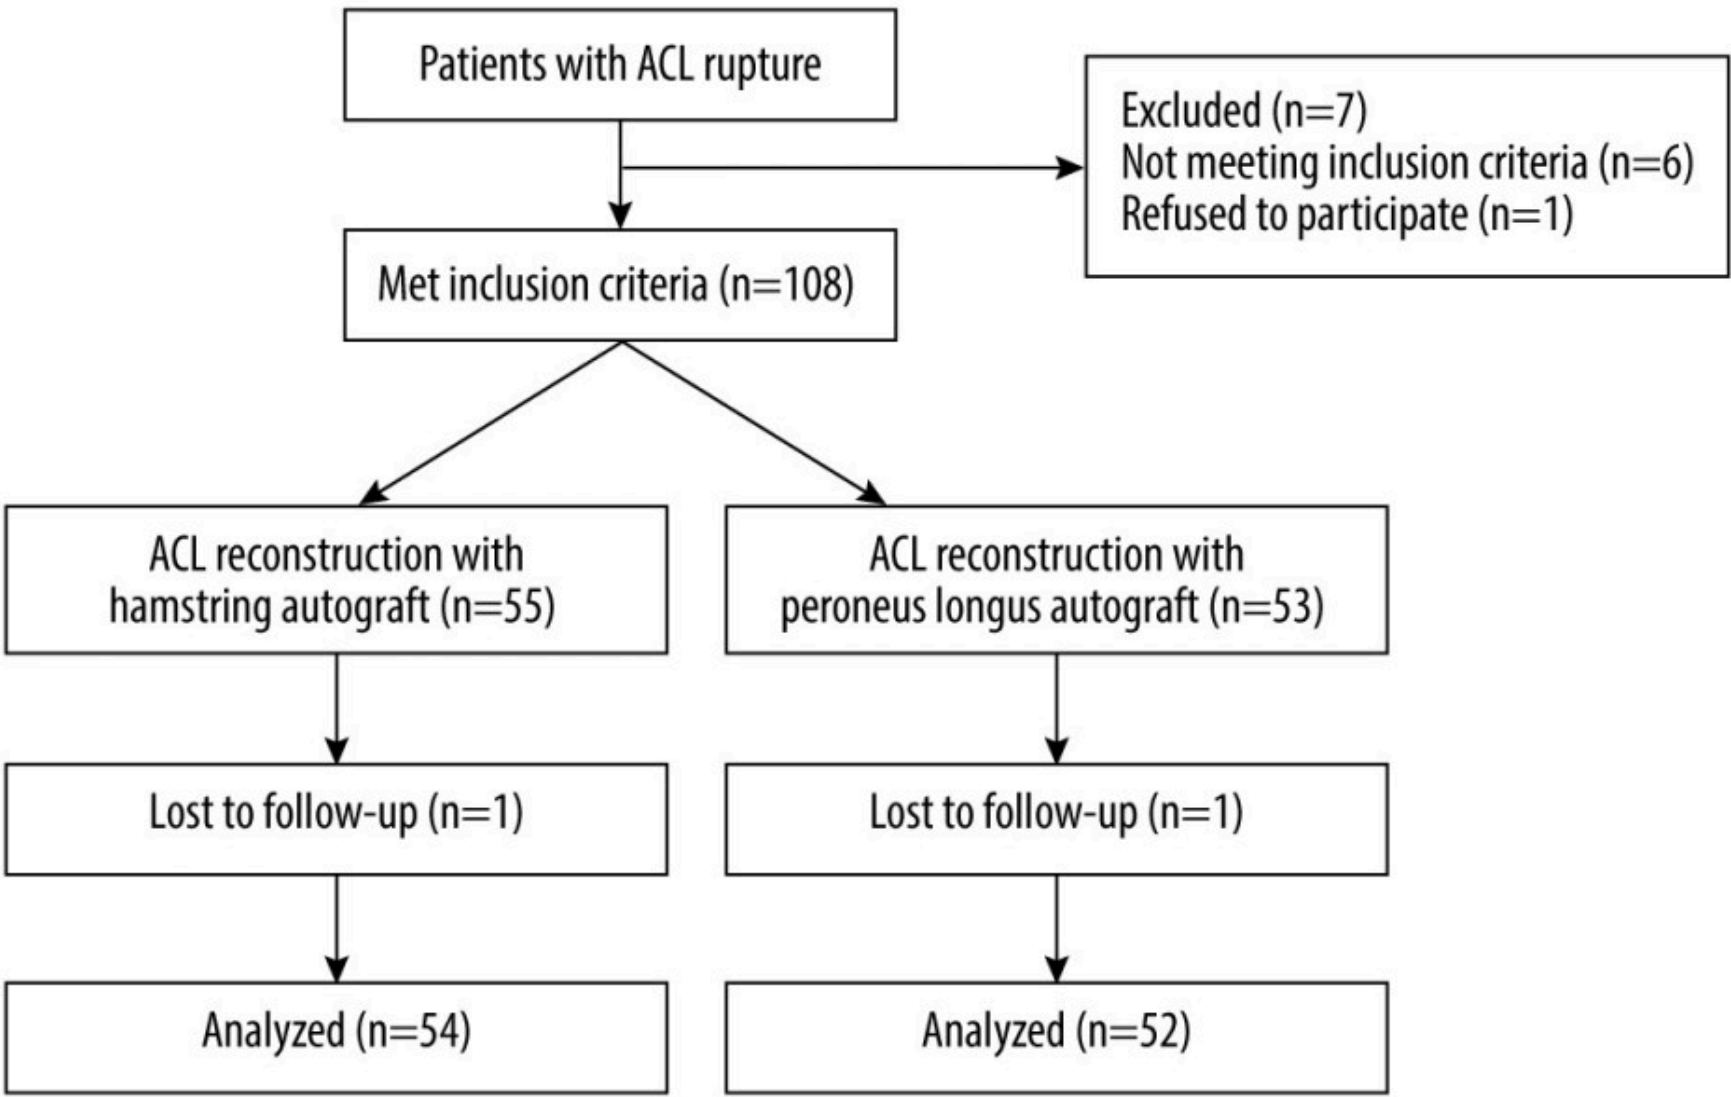 Patients with ACL rupture
Excluded (n=7)
Not meeting inclusion criteria (n=6)
Refused to participate (n=1)
Met inclusion criteria (n=108)
ACL reconstruction with
hamstring autograft (n=55)
ACL reconstruction with
peroneus longus autograft (n=53)
Lost to follow-up (n=1)
Lost to follow-up (n=1)
Analyzed (n=54)
Analyzed (n=52)